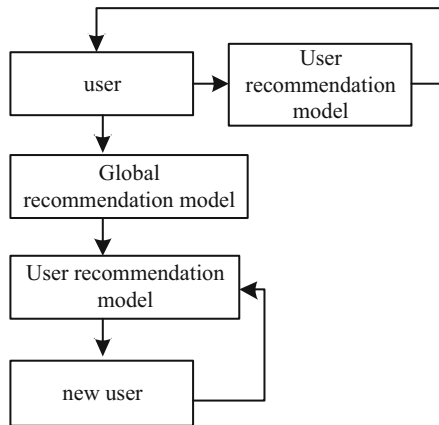 user
User
recommendation
model
Global
recommendation model
User recommendation
model
new user